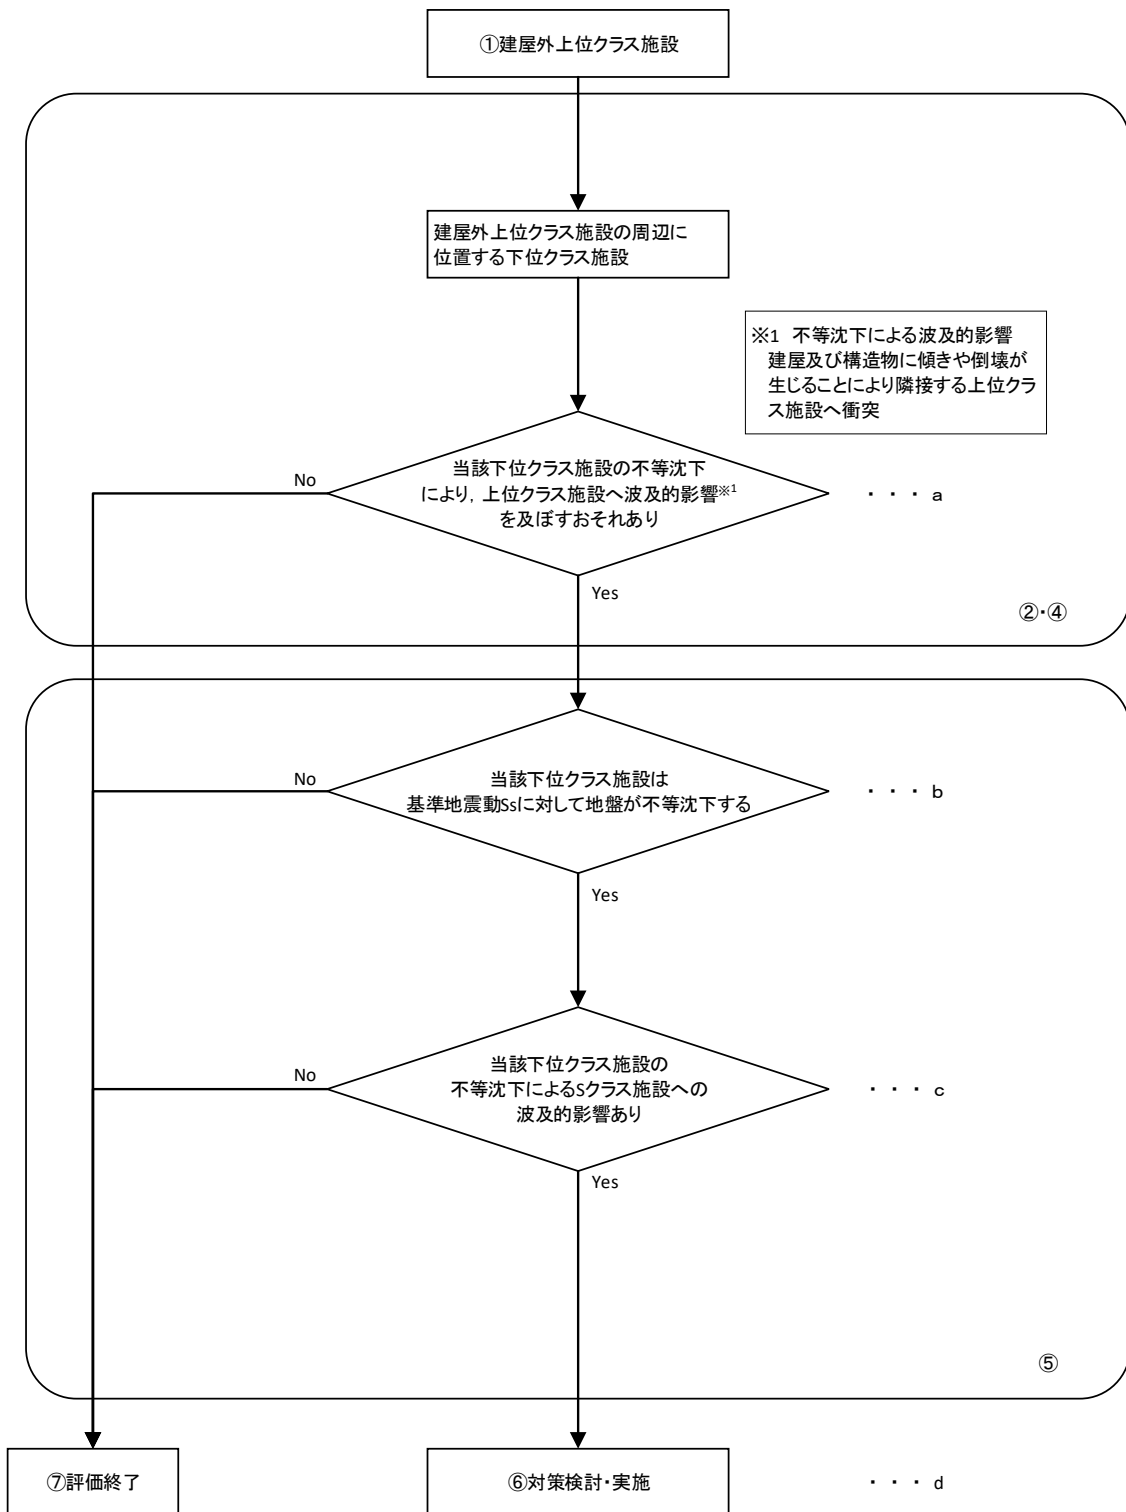 ①建屋外上位クラス施設
建屋外上位クラス施設の周辺に
位置する下位クラス施設
※1 不等沈下による波及的影響
建屋及び構造物に傾きや倒壊が
生じることにより隣接する上位クラ
ス施設へ衝突
No
当該下位クラス施設の不等沈下
により，上位クラス施設へ波及的影響※1
を及ぼすおそれあり
・・・a
Yes
②・④
No
当該下位クラス施設は
基準地震動Ssに対して地盤が不等沈下する
・・・b
Yes
No
当該下位クラス施設の
不等沈下によるSクラス施設への
波及的影響あり
・・・c
Yes
⑤
⑦評価終了
⑥対策検討・実施
・・・d